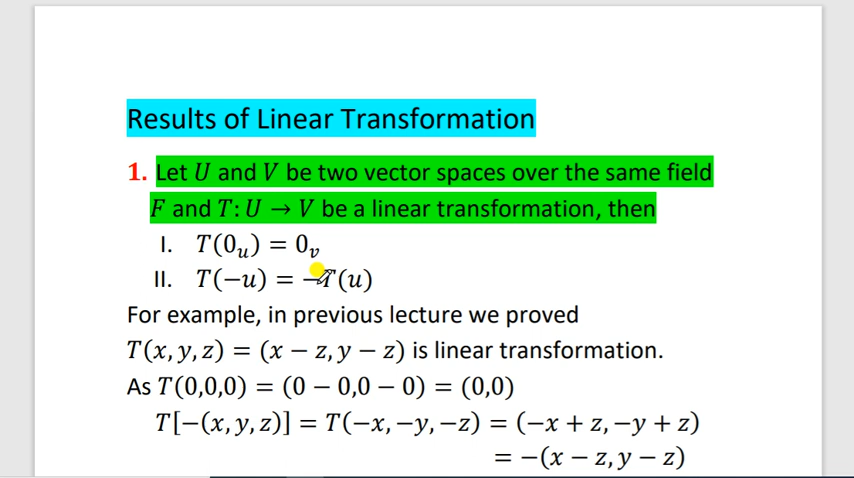 Results of Linear Transformation
1. Let U and V be two vector spaces over the same field
F and T: U → V be a linear transformation, then
I. T(0ᵤ) = 0ᵥ
II. T(−u) = −T(u)
For example, in previous lecture we proved
T(x, y, z) = (x − z, y − z) is linear transformation.
As T(0,0,0) = (0 − 0,0 − 0) = (0,0)
T[−(x, y, z)] = T(−x, −y, −z) = (−x + z, −y + z)
= −(x − z, y − z)